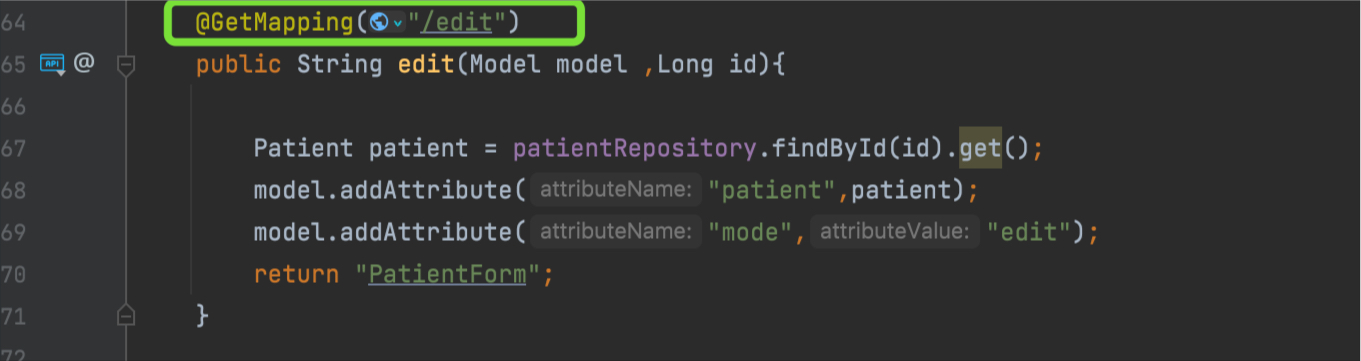 64 @GetMapping("/edit")
65 API @ public String edit(Model model ,Long id){
66
67 Patient patient = patientRepository.findById(id).get();
68 model.addAttribute( attributeName: "patient",patient);
69 model.addAttribute( attributeName: "mode", attributeValue: "edit");
70 return "PatientForm";
71 }
72